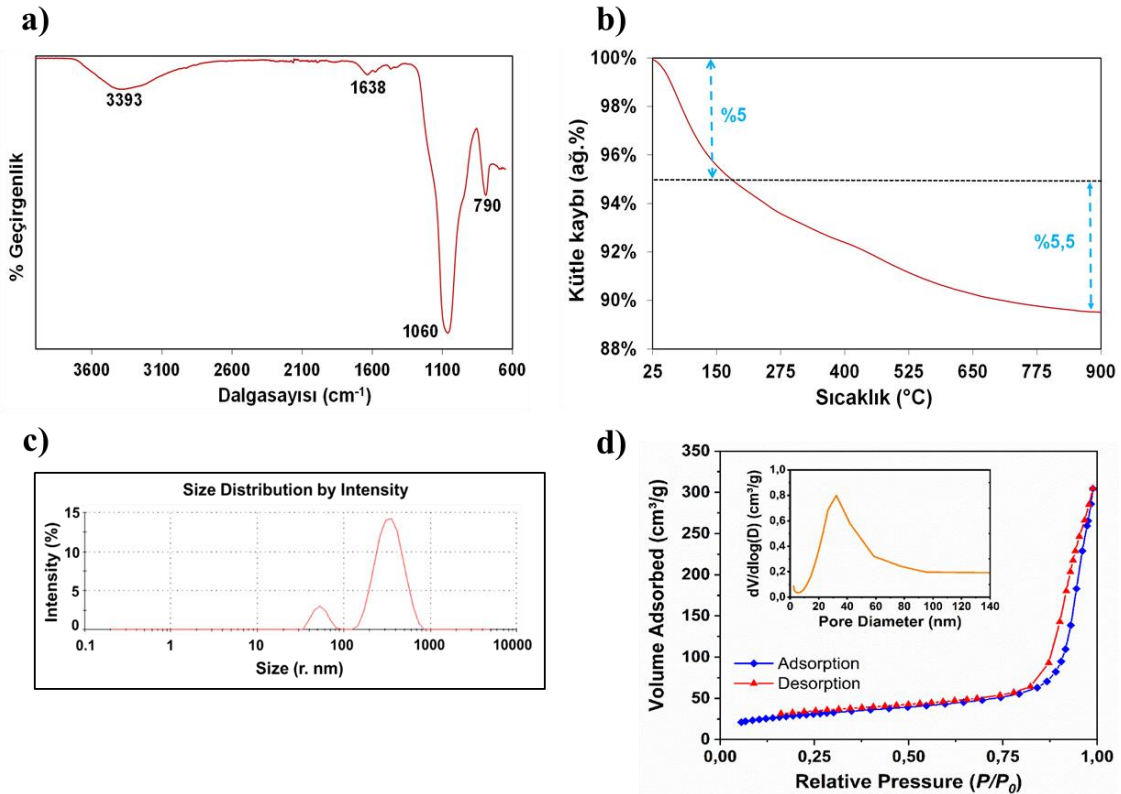 a)
% Geçirgenlik
3393
1638
1060
790
3600 3100 2600 2100 1600 1100 600
Dalgasayısı (cm⁻¹)
b)
Kütle kaybı (ağ.%)
100%
98%
96%
94%
92%
90%
88%
%5
%5,5
25 150 275 400 525 650 775 900
Sıcaklık (°C)
c)
Size Distribution by Intensity
Intensity (%)
15
10
5
0
0.1 1 10 100 1000 10000
Size (r. nm)
d)
Volume Adsorbed (cm³/g)
350
300
250
200
150
100
50
0
dV/dlog(D) (cm³/g)
1,0
0,8
0,6
0,4
0,2
0,0
0 20 40 60 80 100 120 140
Pore Diameter (nm)
Adsorption
Desorption
0,00 0,25 0,50 0,75 1,00
Relative Pressure (P/P₀)